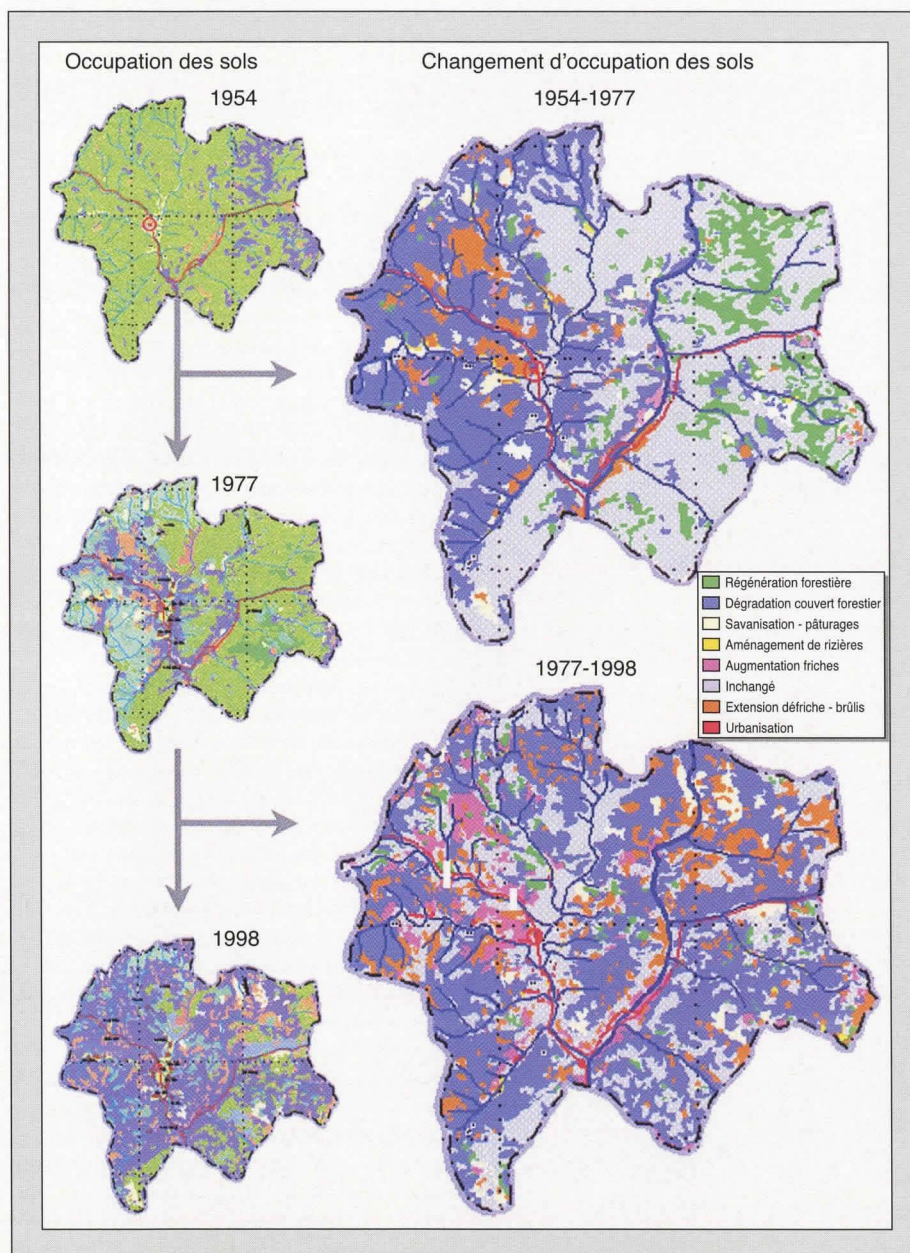 Occupation des sols
Changement d'occupation des sols
1954
1954-1977
1977
Régénération forestière
Dégradation couvert forestier
Savanisation - pâturages
Aménagement de rizières
Augmentation friches
Inchangé
Extension défriche - brûlis
Urbanisation
1977-1998
1998